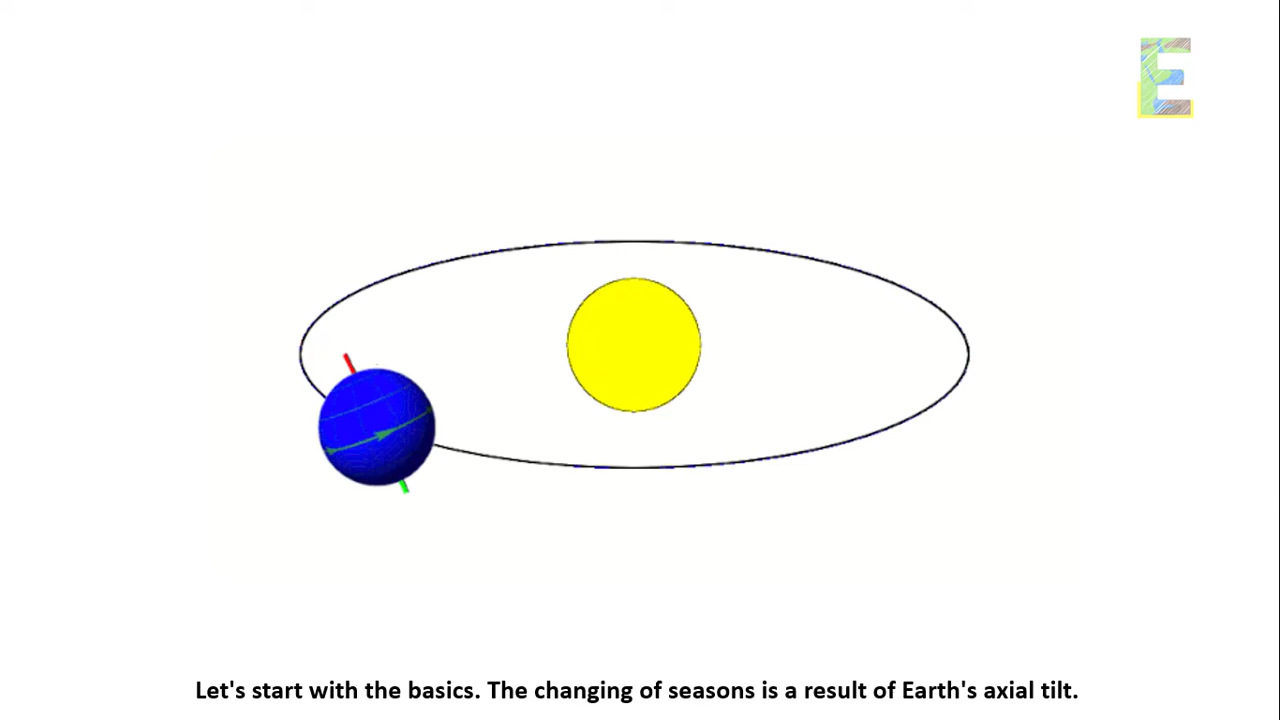 E
Let's start with the basics. The changing of seasons is a result of Earth's axial tilt.